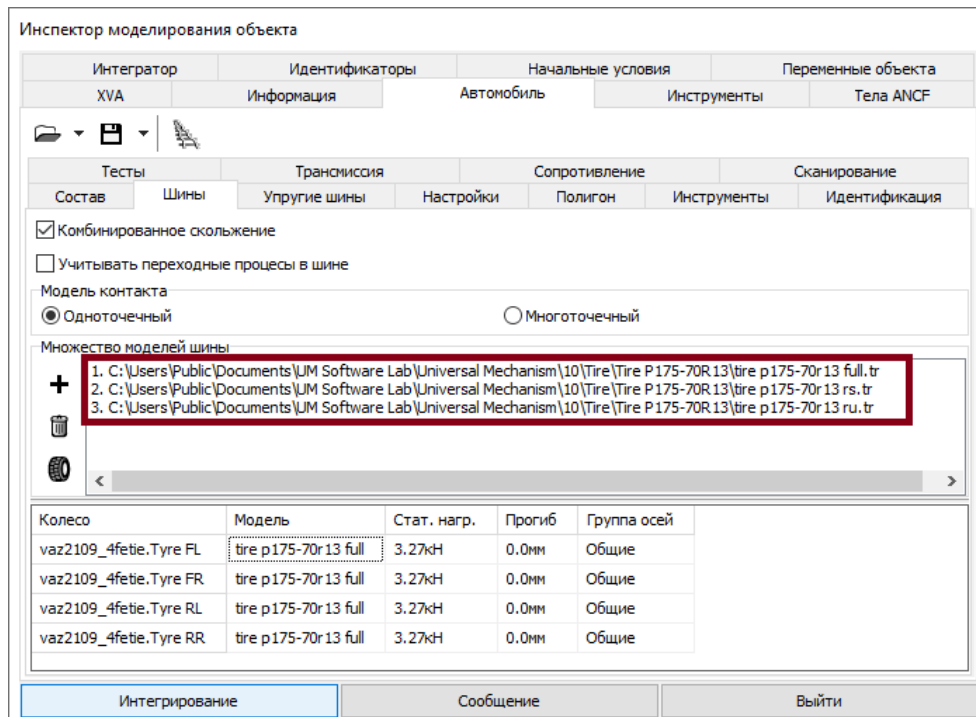 Инспектор моделирования объекта
Интегратор Идентификаторы Начальные условия Переменные объекта
XVA Информация Автомобиль Инструменты Тела ANCF
Тесты Трансмиссия Сопротивление Сканирование
Состав Шины Упругие шины Настройки Полигон Инструменты Идентификация
Комбинированное скольжение
Учитывать переходные процесы в шине
Модель контакта
Одноточечный Многоточечный
Множество моделей шины
1. C:\Users\Public\Documents\UM Software Lab\Universal Mechanism\10\Tire\Tire P175-70R13\tire p175-70r13 full.tr
2. C:\Users\Public\Documents\UM Software Lab\Universal Mechanism\10\Tire\Tire P175-70R13\tire p175-70r13 rs.tr
3. C:\Users\Public\Documents\UM Software Lab\Universal Mechanism\10\Tire\Tire P175-70R13\tire p175-70r13 ru.tr
Колесо Модель Стат. нагр. Прогиб Группа осей
vaz2109_4fetie.Tyre FL tire p175-70r13 full 3.27кН 0.0мм Общие
vaz2109_4fetie.Tyre FR tire p175-70r13 full 3.27кН 0.0мм Общие
vaz2109_4fetie.Tyre RL tire p175-70r13 full 3.27кН 0.0мм Общие
vaz2109_4fetie.Tyre RR tire p175-70r13 full 3.27кН 0.0мм Общие
Интегрирование Сообщение Выйти